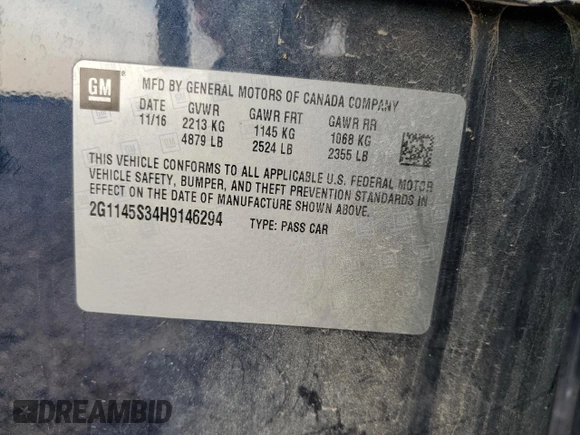 GM
MFD BY GENERAL MOTORS OF CANADA COMPANY
DATE GVWR GAWR FRT GAWR RR
11/16 2213 KG 1145 KG 1068 KG
4879 LB 2524 LB 2355 LB
THIS VEHICLE CONFORMS TO ALL APPLICABLE U.S. FEDERAL MOTOR
VEHICLE SAFETY, BUMPER, AND THEFT PREVENTION STANDARDS IN
EFFECT ON THE DATE OF MANUFACTURE SHOWN ABOVE.
2G1145S34H9146294 TYPE: PASS CAR
DREAMBID